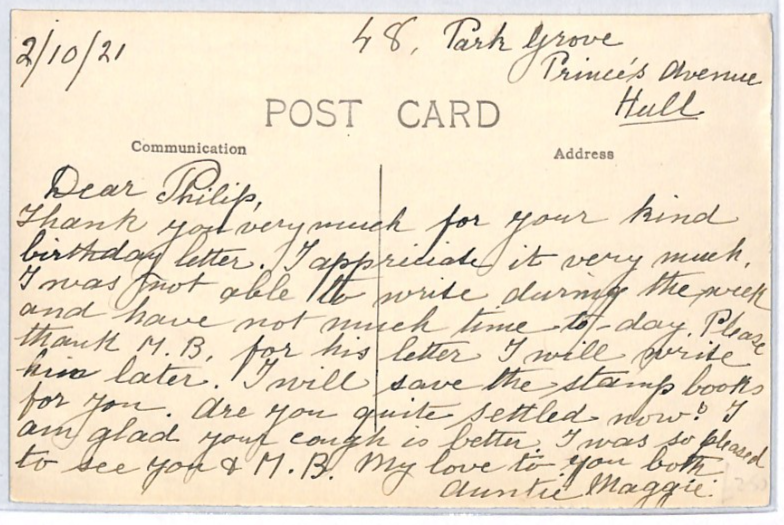 2/10/21
48, Park Grove
Prince's Avenue
Hull
POST CARD
Communication
Address
Dear Philip,
Thank you very much for your kind
birthday letter. I appriciate it very much.
I was not able to write during the week
and have not much time to-day. Please
thank M.B. for his letter I will write
him later. I will save the stamp books
for you. Are you quite settled now? I
am glad your cough is better. I was so pleased
to see you & M.B. My love to you both
Auntie Maggie.